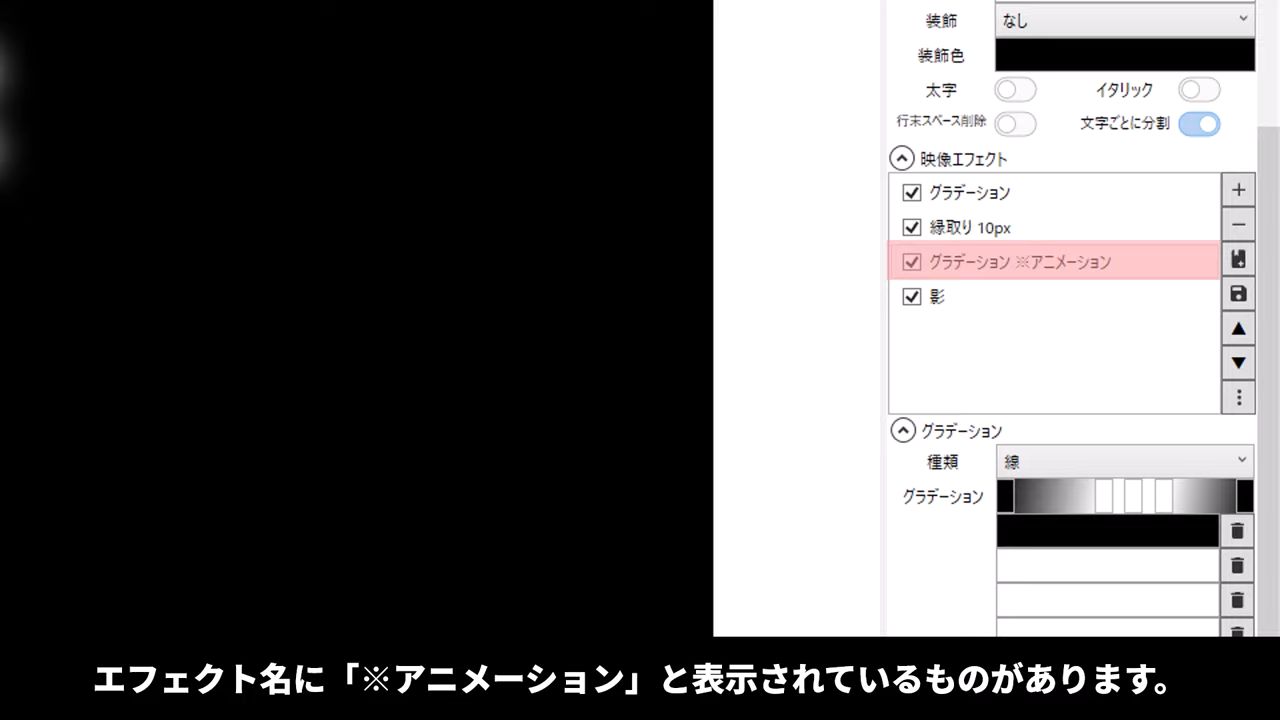 装飾 なし
装飾色
太字 イタリック
行末スペース削除 文字ごとに分割
映像エフェクト
グラデーション
縁取り 10px
グラデーション ※アニメーション
影
グラデーション
種類 線
グラデーション
エフェクト名に「※アニメーション」と表示されているものがあります。